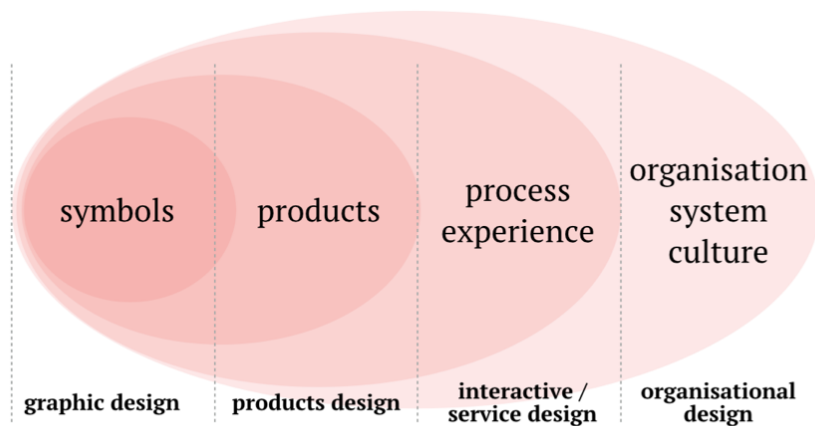 symbols
products
process
experience
organisation
system
culture
graphic design
products design
interactive /
service design
organisational
design